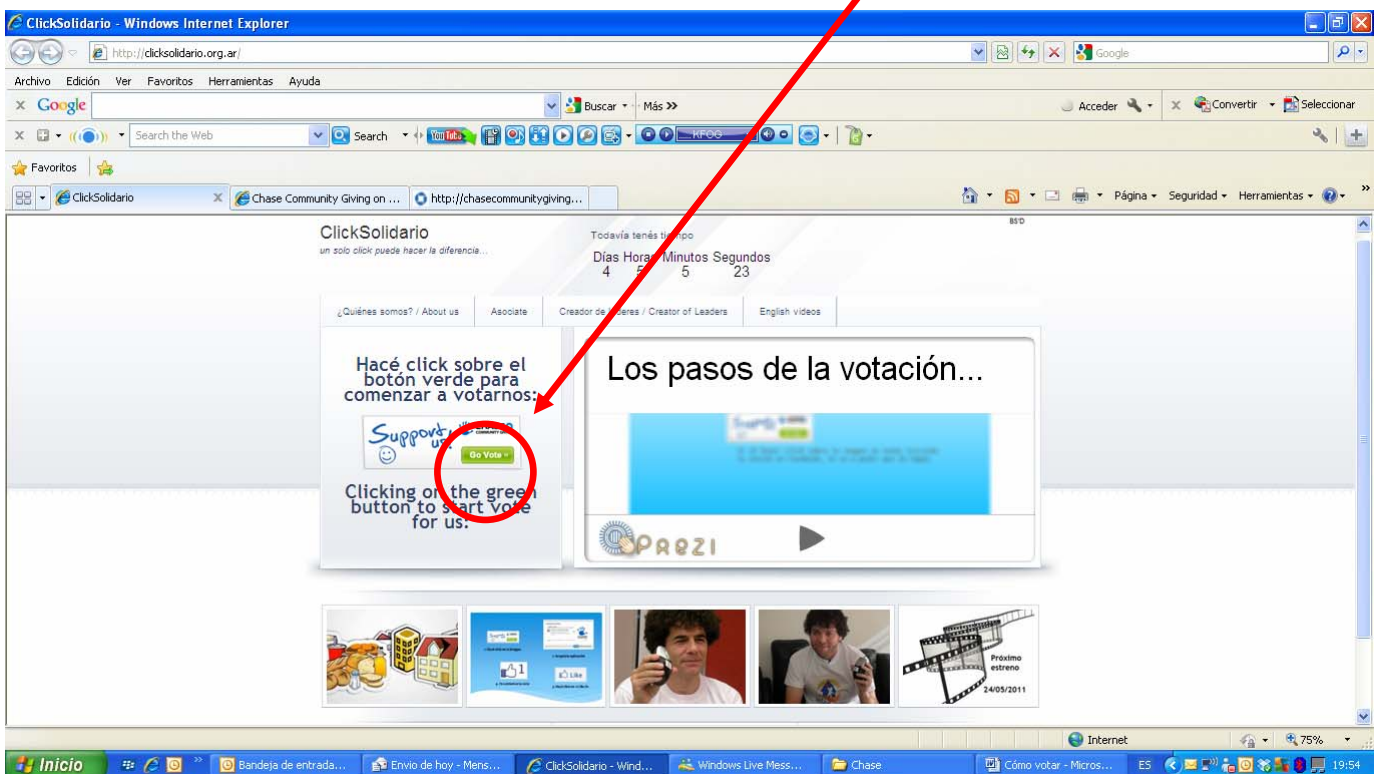 ClickSolidario - Windows Internet Explorer
http://clicksolidario.org.ar/
Google
Archivo Edición Ver Favoritos Herramientas Ayuda
Google
Buscar
Más >>
Acceder
Convertir
Seleccionar
Search the Web
Search
YouTube
KFOG
Favoritos
ClickSolidario
Chase Community Giving on ...
http://chasecommunitygiving...
Página
Seguridad
Herramientas
BS'D
ClickSolidario
un solo click puede hacer la diferencia...
Todavía tenés tiempo
Días Horas Minutos Segundos
4 5 5 23
¿Quiénes somos? / About us
Asociate
Creador de Líderes / Creator of Leaders
English videos
Hacé click sobre el
botón verde para
comenzar a votarnos:
Support
us!
COMMUNITY
Go Vote
Clicking on the green
button to start vote
for us:
Los pasos de la votación...
PREZI
1
Like
Próximo
estreno
24/05/2011
Internet
75%
Inicio
Bandeja de entrada...
Envio de hoy - Mens...
ClickSolidario - Wind...
Windows Live Mess...
Chase
Cómo votar - Micros...
ES
19:54